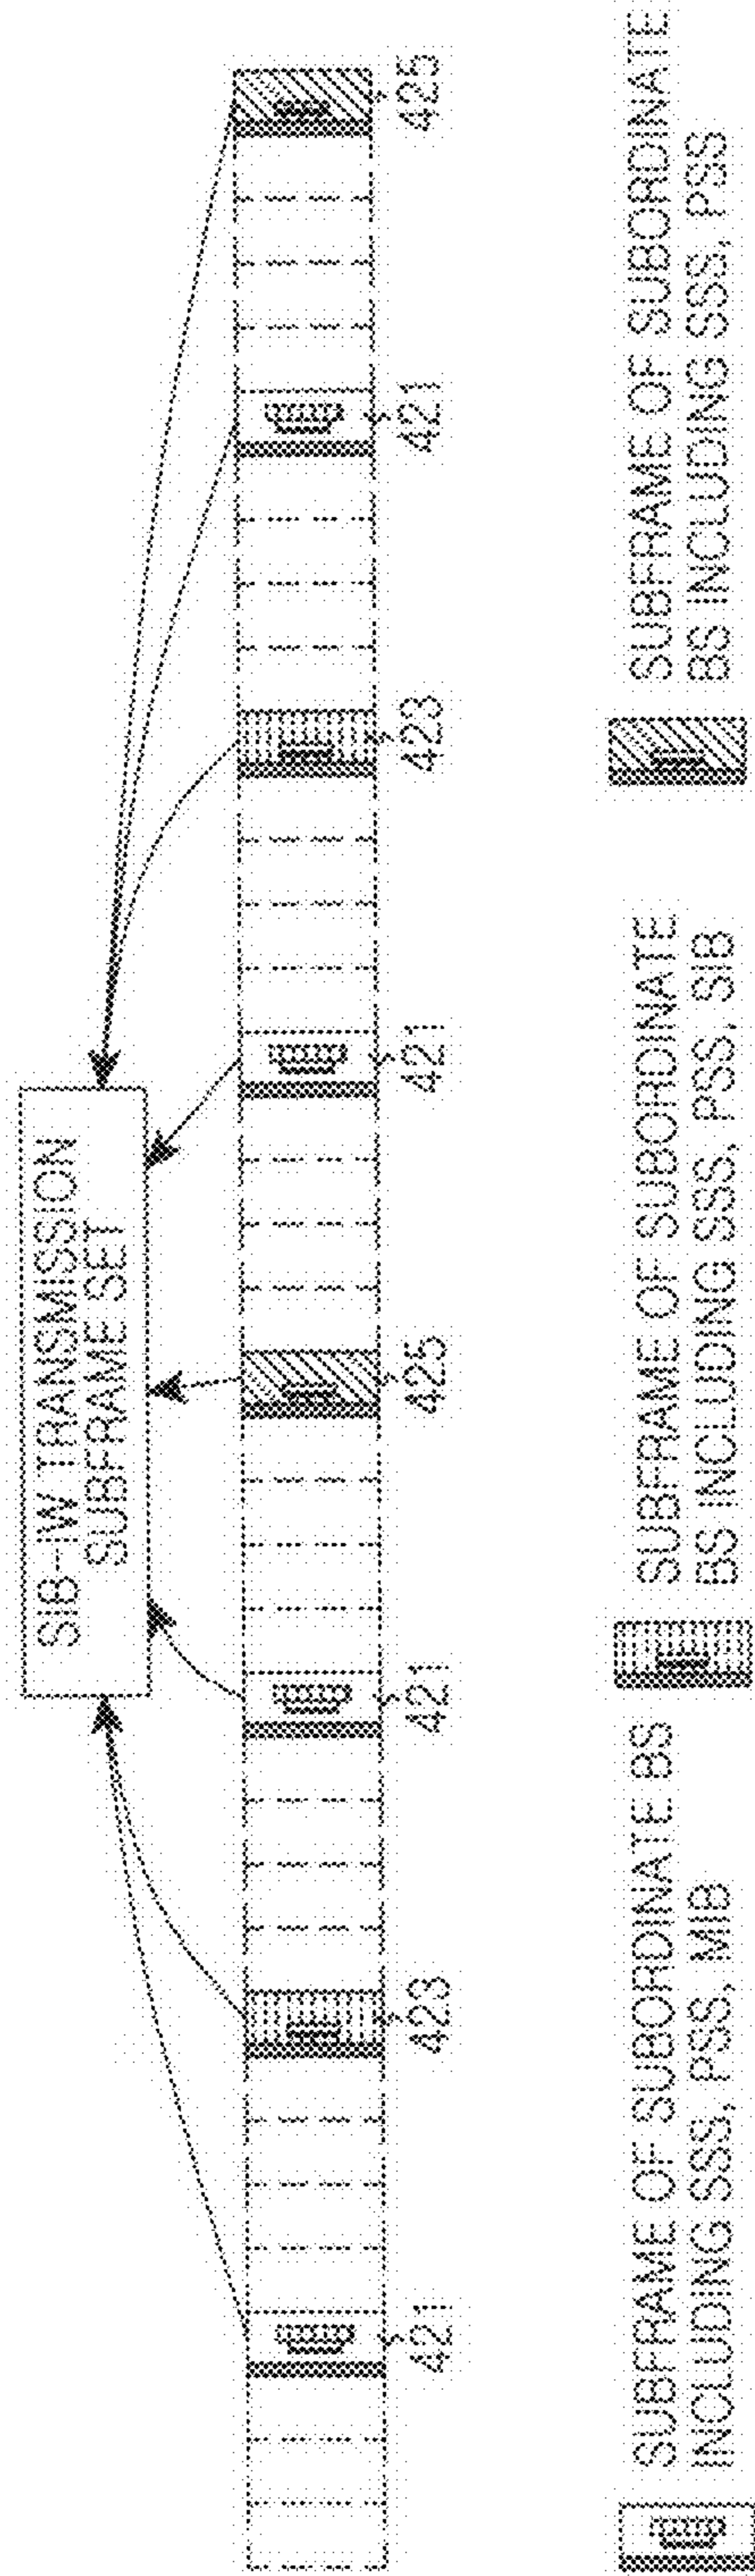 SIB-IW TRANSMISSION
SUBFRAME SET
421
423
421
425
421
423
421
425
SUBFRAME OF SUBORDINATE BS
INCLUDING SSS, PSS, MIB
SUBFRAME OF SUBORDINATE
BS INCLUDING SSS, PSS, SIB
SUBFRAME OF SUBORDINATE
BS INCLUDING SSS, PSS